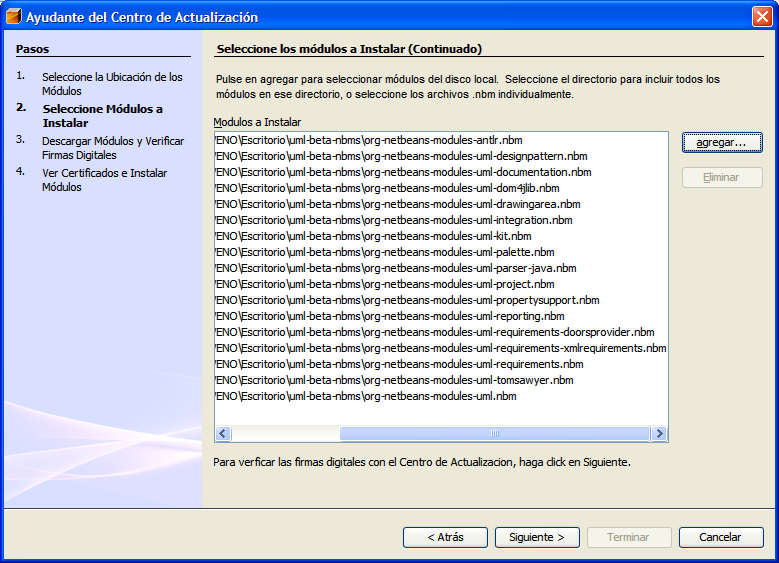 Ayudante del Centro de Actualización
Pasos
1. Seleccione la Ubicación de los
Módulos
2. Seleccione Módulos a
Instalar
3. Descargar Módulos y Verificar
Firmas Digitales
4. Ver Certificados e Instalar
Módulos
Seleccione los módulos a Instalar (Continuado)
Pulse en agregar para seleccionar módulos del disco local. Seleccione el directorio para incluir todos los
módulos en ese directorio, o seleccione los archivos .nbm individualmente.
Modulos a Instalar
'ENO\Escritorio\uml-beta-nbms\org-netbeans-modules-antlr.nbm
'ENO\Escritorio\uml-beta-nbms\org-netbeans-modules-uml-designpattern.nbm
'ENO\Escritorio\uml-beta-nbms\org-netbeans-modules-uml-documentation.nbm
'ENO\Escritorio\uml-beta-nbms\org-netbeans-modules-uml-dom4jlib.nbm
'ENO\Escritorio\uml-beta-nbms\org-netbeans-modules-uml-drawingarea.nbm
'ENO\Escritorio\uml-beta-nbms\org-netbeans-modules-uml-integration.nbm
'ENO\Escritorio\uml-beta-nbms\org-netbeans-modules-uml-kit.nbm
'ENO\Escritorio\uml-beta-nbms\org-netbeans-modules-uml-palette.nbm
'ENO\Escritorio\uml-beta-nbms\org-netbeans-modules-uml-parser-java.nbm
'ENO\Escritorio\uml-beta-nbms\org-netbeans-modules-uml-project.nbm
'ENO\Escritorio\uml-beta-nbms\org-netbeans-modules-uml-propertysupport.nbm
'ENO\Escritorio\uml-beta-nbms\org-netbeans-modules-uml-reporting.nbm
'ENO\Escritorio\uml-beta-nbms\org-netbeans-modules-uml-requirements-doorsprovider.nbm
'ENO\Escritorio\uml-beta-nbms\org-netbeans-modules-uml-requirements-xmlrequirements.nbm
'ENO\Escritorio\uml-beta-nbms\org-netbeans-modules-uml-requirements.nbm
'ENO\Escritorio\uml-beta-nbms\org-netbeans-modules-uml-tomsawyer.nbm
'ENO\Escritorio\uml-beta-nbms\org-netbeans-modules-uml.nbm
agregar...
Eliminar
Para verficar las firmas digitales con el Centro de Actualizacion, haga click en Siguiente.
< Atrás
Siguiente >
Terminar
Cancelar